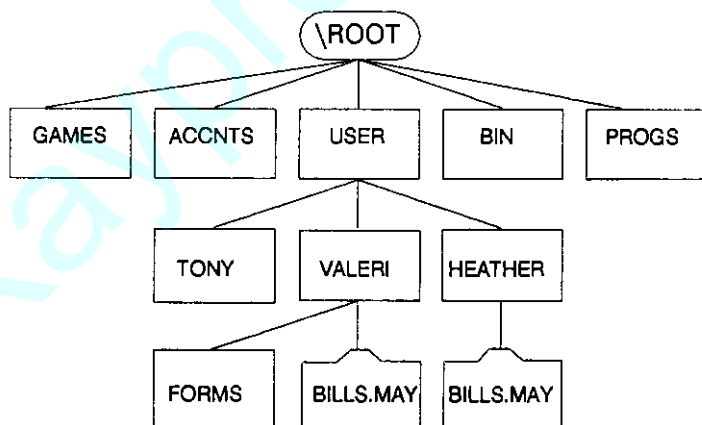 \ROOT
GAMES ACCNTS USER BIN PROGS
TONY VALERI HEATHER
FORMS BILLS.MAY BILLS.MAY